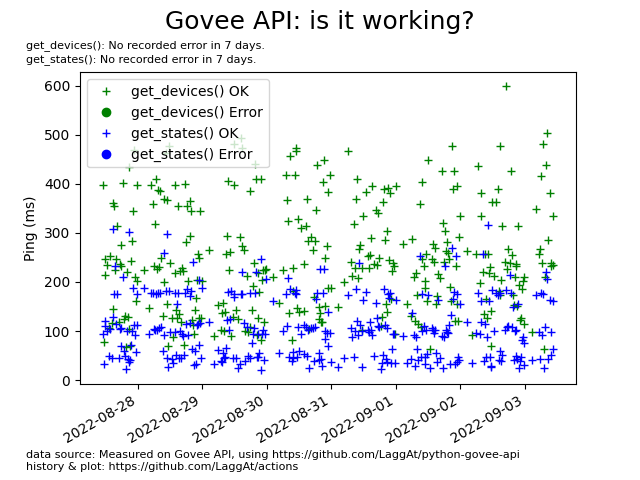 Govee API: is it working?
get_devices(): No recorded error in 7 days.
get_states(): No recorded error in 7 days.
get_devices() OK
get_devices() Error
get_states() OK
get_states() Error
Ping (ms)
600
500
400
300
200
100
0
2022-08-28
2022-08-29
2022-08-30
2022-08-31
2022-09-01
2022-09-02
2022-09-03
data source: Measured on Govee API, using https://github.com/LaggAt/python-govee-api
history & plot: https://github.com/LaggAt/actions